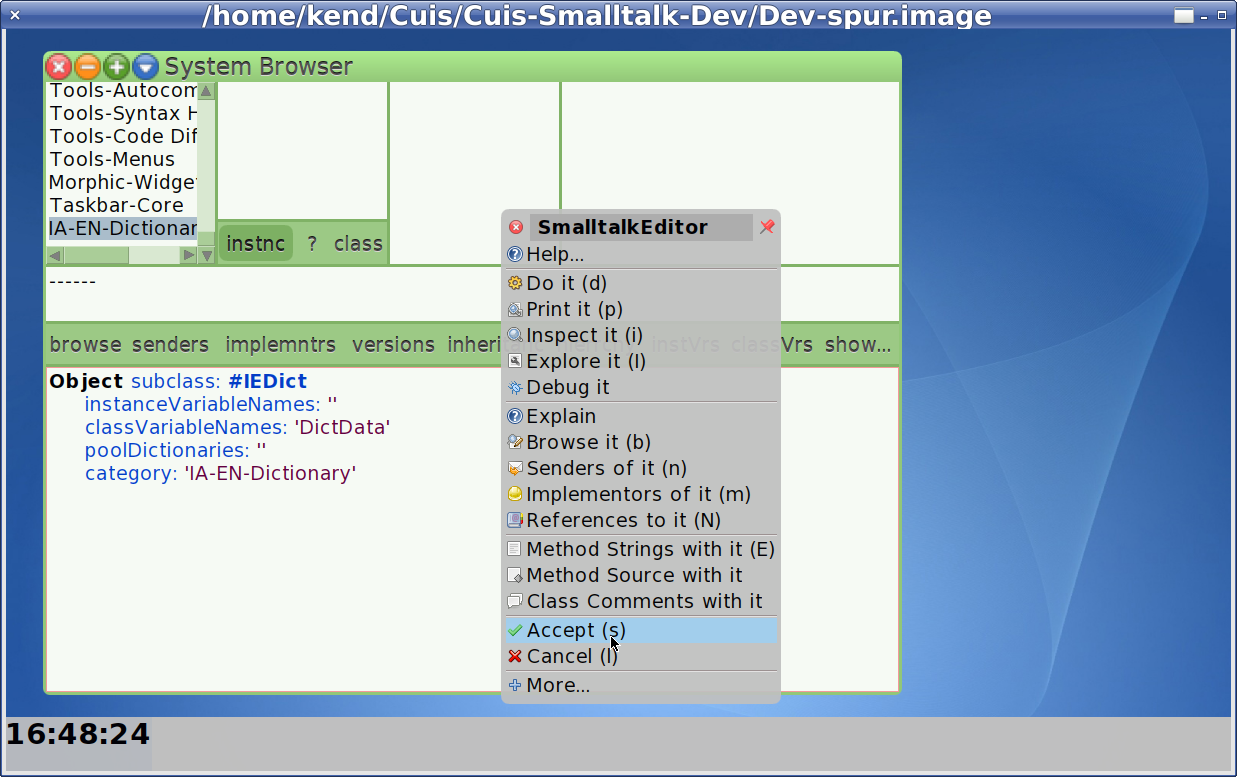 /home/kend/Cuis/Cuis-Smalltalk-Dev/Dev-spur.image
System Browser
Tools-Autocom
Tools-Syntax H
Tools-Code Dif
Tools-Menus
Morphic-Widge
Taskbar-Core
IA-EN-Dictionar
instnc ? class
------
browse senders implemntrs versions inheritance hierarchy instVrs classVrs show...
Object subclass: #IEDict
instanceVariableNames: ''
classVariableNames: 'DictData'
poolDictionaries: ''
category: 'IA-EN-Dictionary'
SmalltalkEditor
Help...
Do it (d)
Print it (p)
Inspect it (i)
Explore it (I)
Debug it
Explain
Browse it (b)
Senders of it (n)
Implementors of it (m)
References to it (N)
Method Strings with it (E)
Method Source with it
Class Comments with it
Accept (s)
Cancel (l)
More...
16:48:24